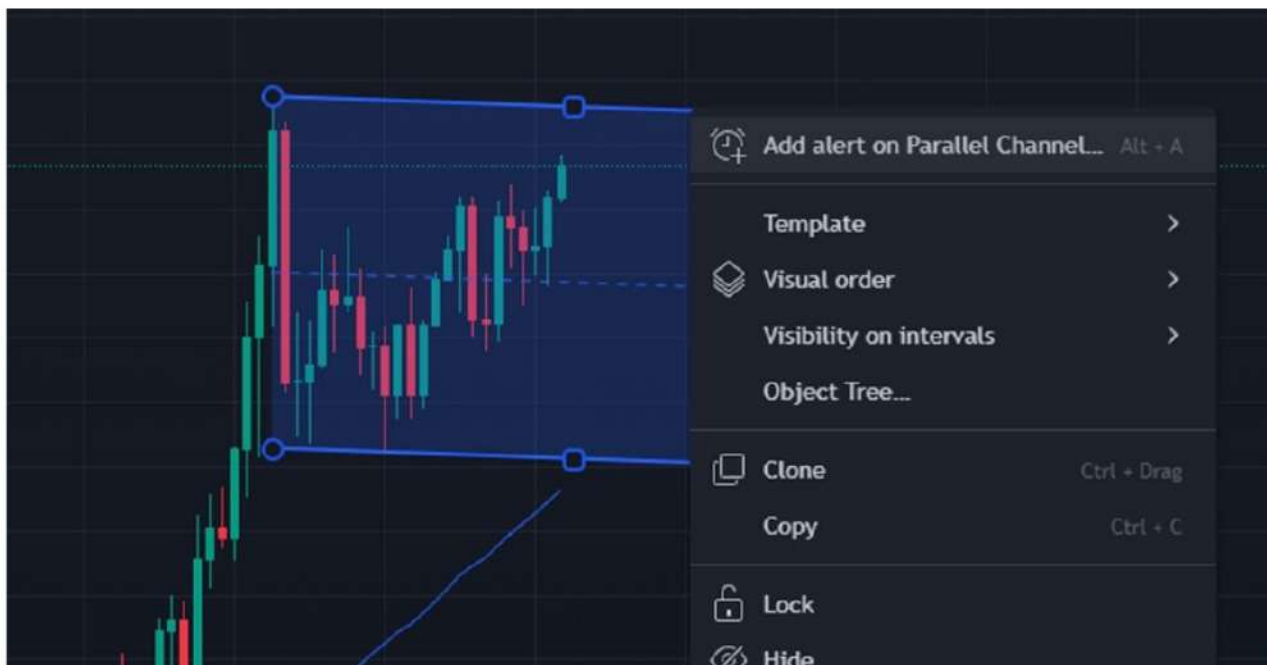 Add alert on Parallel Channel... Alt + A
Template
Visual order
Visibility on intervals
Object Tree...
Clone Ctrl + Drag
Copy Ctrl + C
Lock
Hide